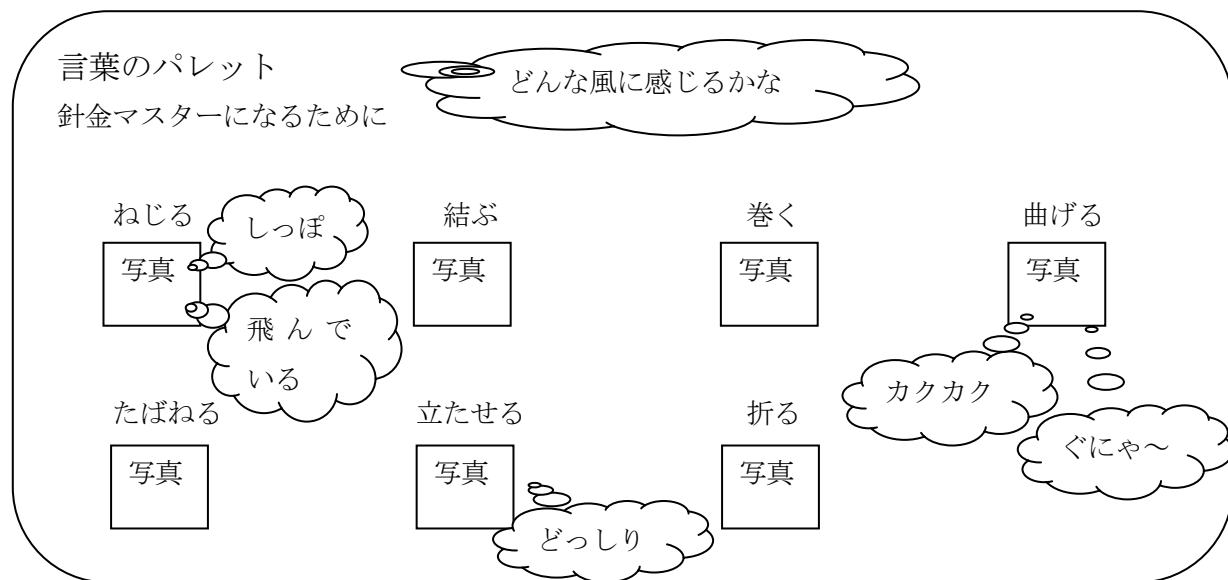 言葉のパレット
どんな風に感じるかな
針金マスターになるために
ねじる
結ぶ
巻く
曲げる
写真
しっぽ
飛んで
いる
写真
写真
写真
カクカク
ぐにゃ～
たばねる
立たせる
折る
写真
写真
どっしり
写真